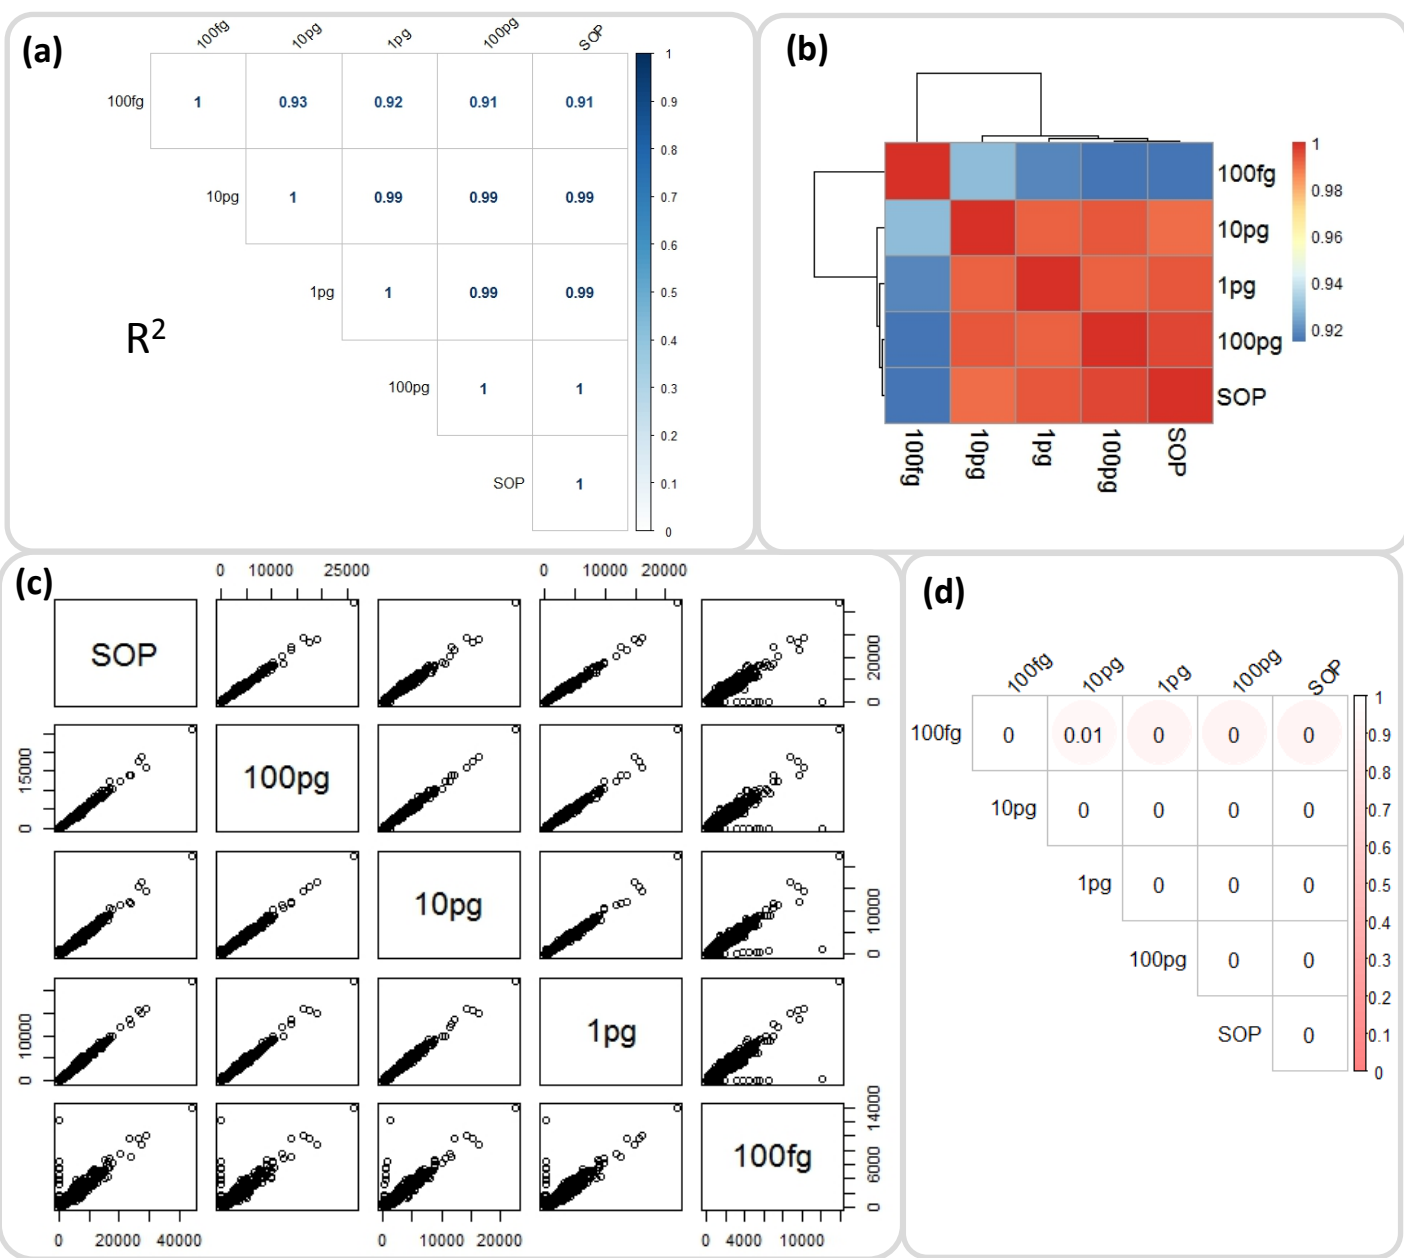 (a)
100fg 10pg 1pg 100pg SOP
100fg 1 0.93 0.92 0.91 0.91
10pg 1 0.99 0.99 0.99
1pg 1 0.99 0.99
100pg 1 1
SOP 1
R2
1
0.9
0.8
0.7
0.6
0.5
0.4
0.3
0.2
0.1
0
(b)
100fg
10pg
1pg
100pg
SOP
100fg 10pg 1pg 100pg SOP
1
0.98
0.96
0.94
0.92
(c)
0 10000 25000 0 10000 20000
SOP
0 20000
0 15000
100pg
10pg
0 10000
0 10000
1pg
100fg
0 6000 14000
0 20000 40000 0 10000 20000 0 4000 10000
(d)
100fg 10pg 1pg 100pg SOP
100fg 0 0.01 0 0 0
10pg 0 0 0 0
1pg 0 0 0
100pg 0 0
SOP 0
1
0.9
0.8
0.7
0.6
0.5
0.4
0.3
0.2
0.1
0